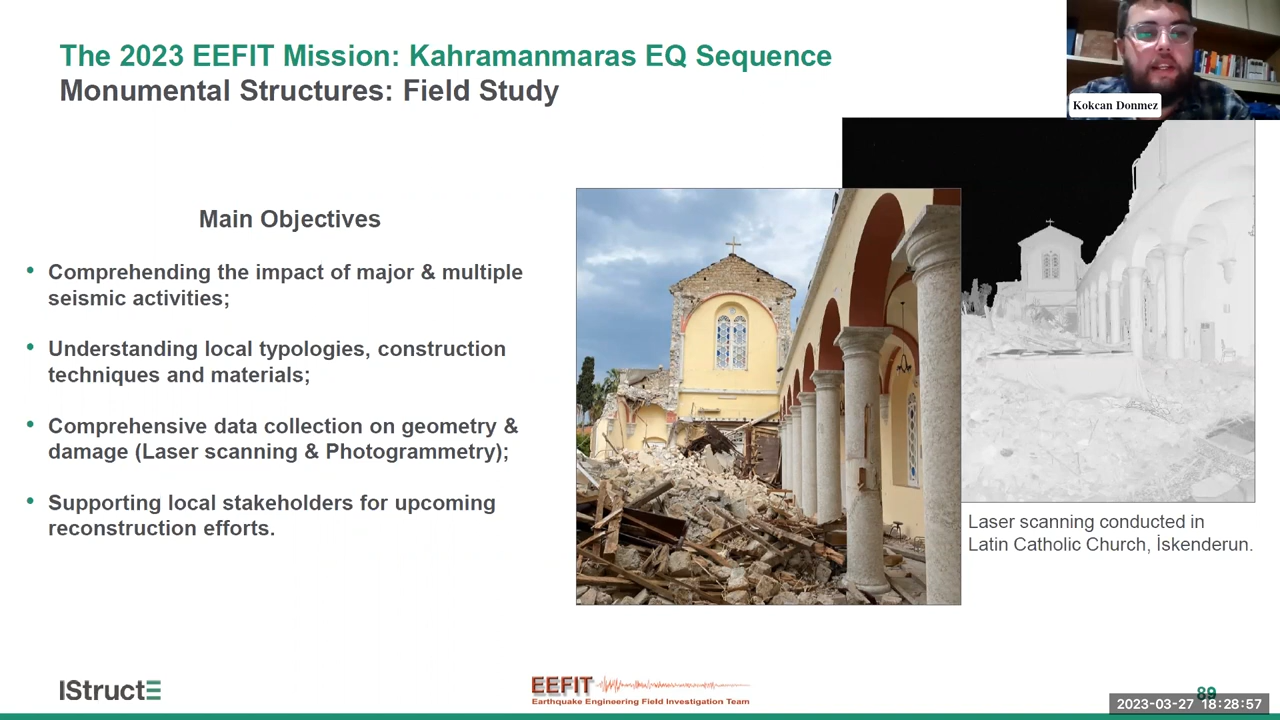 The 2023 EEFIT Mission: Kahramanmaras EQ Sequence
Monumental Structures: Field Study
Kokcan Donmez
Main Objectives
• Comprehending the impact of major & multiple
seismic activities;
• Understanding local typologies, construction
techniques and materials;
• Comprehensive data collection on geometry &
damage (Laser scanning & Photogrammetry);
• Supporting local stakeholders for upcoming
reconstruction efforts.
Laser scanning conducted in
Latin Catholic Church, İskenderun.
IStructE
EEFIT
Earthquake Engineering Field Investigation Team
89
2023-03-27 18:28:57